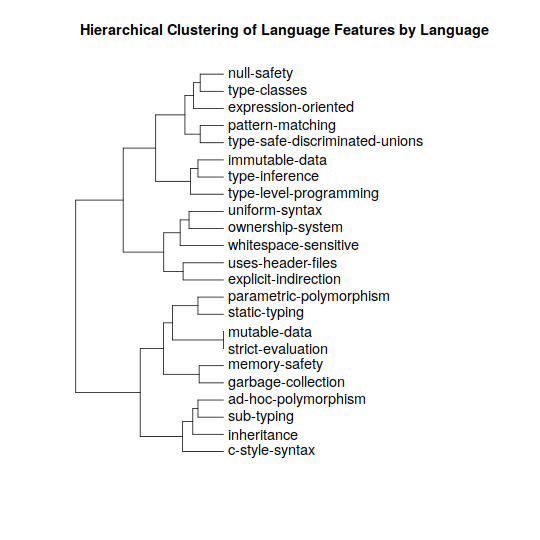 Hierarchical Clustering of Language Features by Language
null-safety
type-classes
expression-oriented
pattern-matching
type-safe-discriminated-unions
immutable-data
type-inference
type-level-programming
uniform-syntax
ownership-system
whitespace-sensitive
uses-header-files
explicit-indirection
parametric-polymorphism
static-typing
mutable-data
strict-evaluation
memory-safety
garbage-collection
ad-hoc-polymorphism
sub-typing
inheritance
c-style-syntax